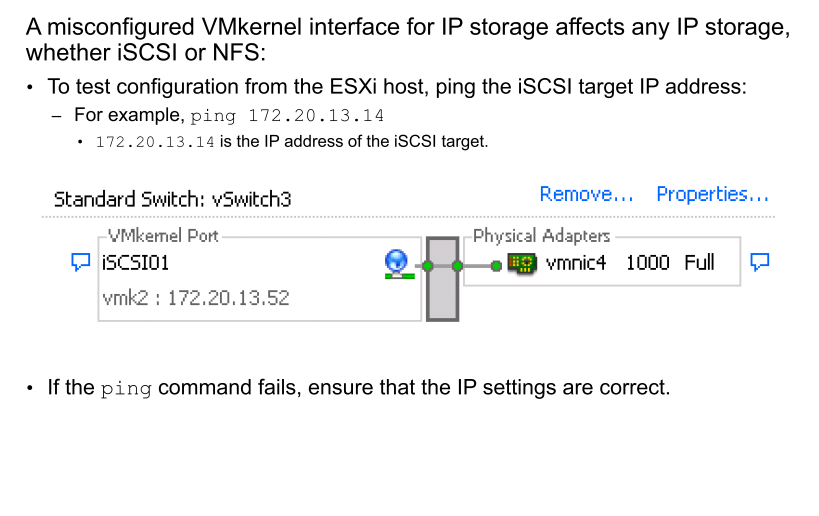 A misconfigured VMkernel interface for IP storage affects any IP storage,
whether iSCSI or NFS:
• To test configuration from the ESXi host, ping the iSCSI target IP address:
– For example, ping 172.20.13.14
• 172.20.13.14 is the IP address of the iSCSI target.
Standard Switch: vSwitch3 Remove... Properties...
VMkernel Port Physical Adapters
iSCSI01 vmnic4 1000 Full
vmk2 : 172.20.13.52
• If the ping command fails, ensure that the IP settings are correct.